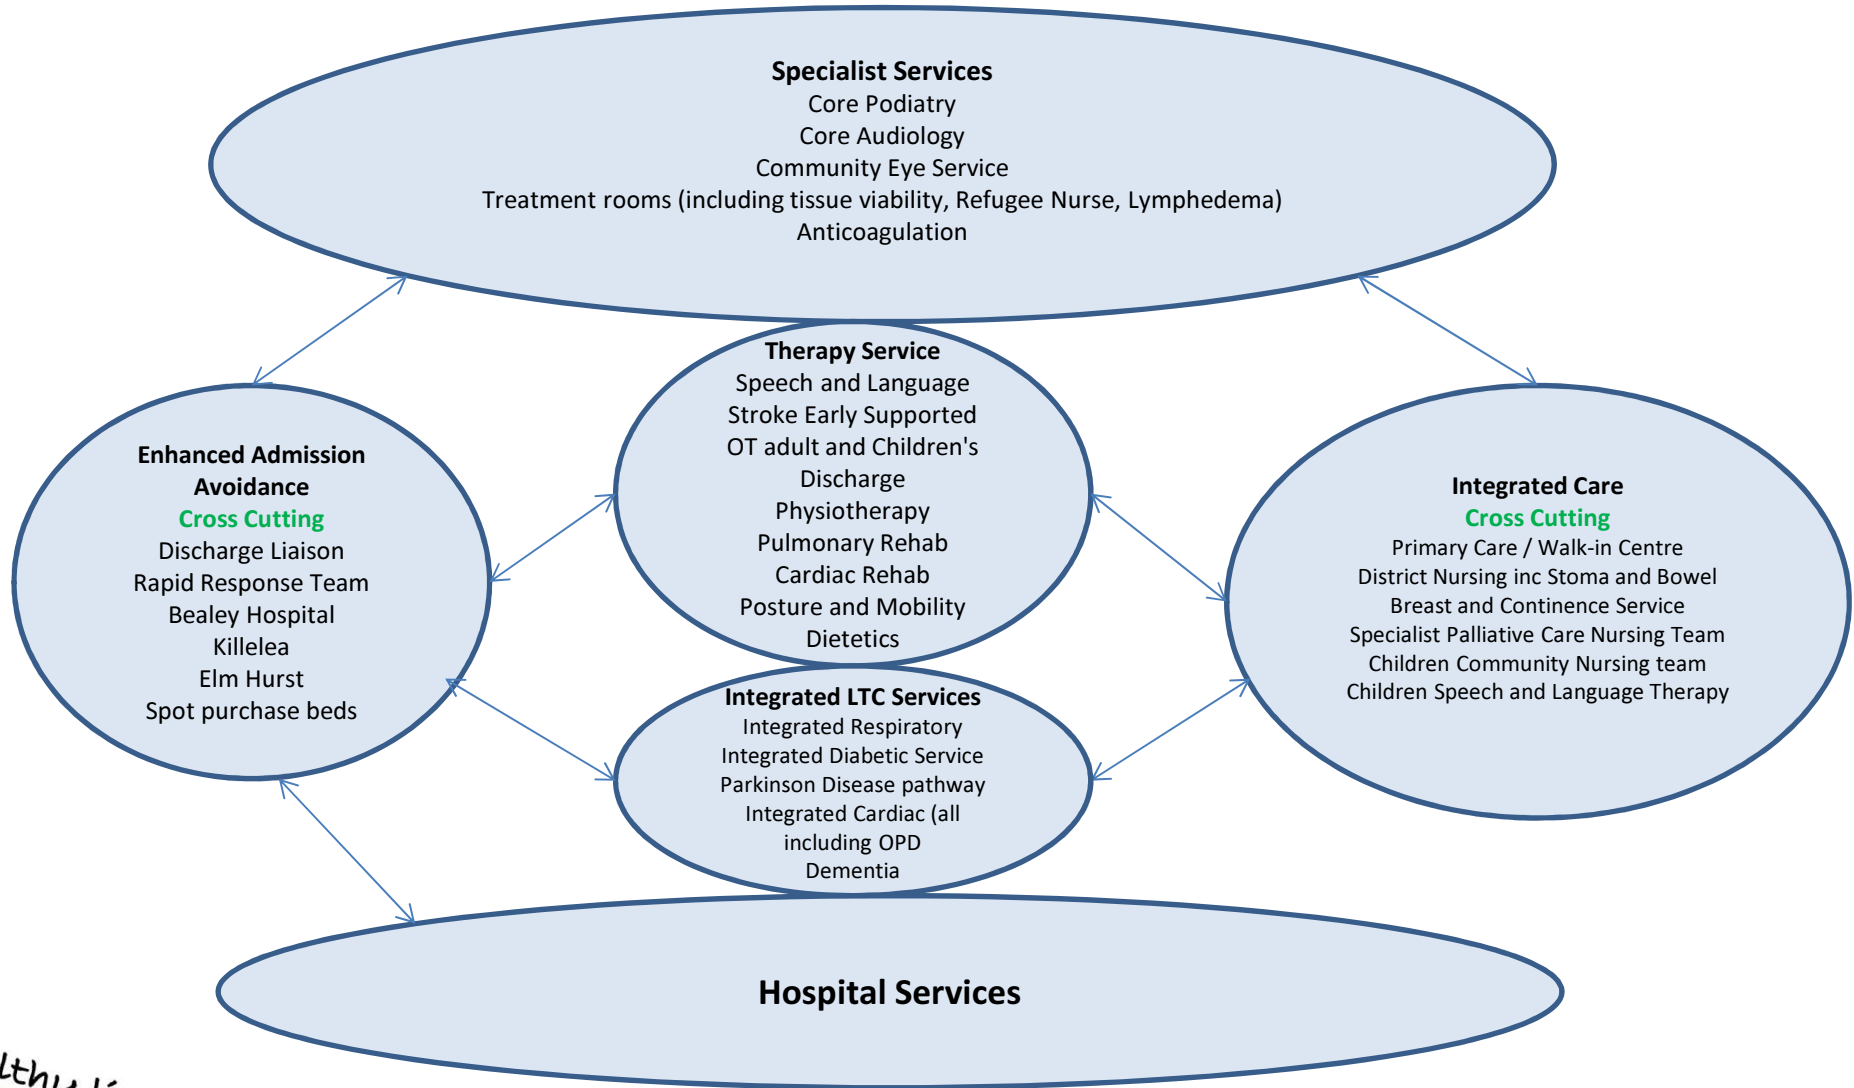 Specialist Services
Core Podiatry
Core Audiology
Community Eye Service
Treatment rooms (including tissue viability, Refugee Nurse, Lymphedema)
Anticoagulation
Therapy Service
Speech and Language
Stroke Early Supported
OT adult and Children's
Discharge
Physiotherapy
Pulmonary Rehab
Cardiac Rehab
Posture and Mobility
Dietetics
Enhanced Admission
Avoidance
Cross Cutting
Discharge Liaison
Rapid Response Team
Bealey Hospital
Killelea
Elm Hurst
Spot purchase beds
Integrated Care
Cross Cutting
Primary Care / Walk-in Centre
District Nursing inc Stoma and Bowel
Breast and Continence Service
Specialist Palliative Care Nursing Team
Children Community Nursing team
Children Speech and Language Therapy
Integrated LTC Services
Integrated Respiratory
Integrated Diabetic Service
Parkinson Disease pathway
Integrated Cardiac (all
including OPD
Dementia
Hospital Services